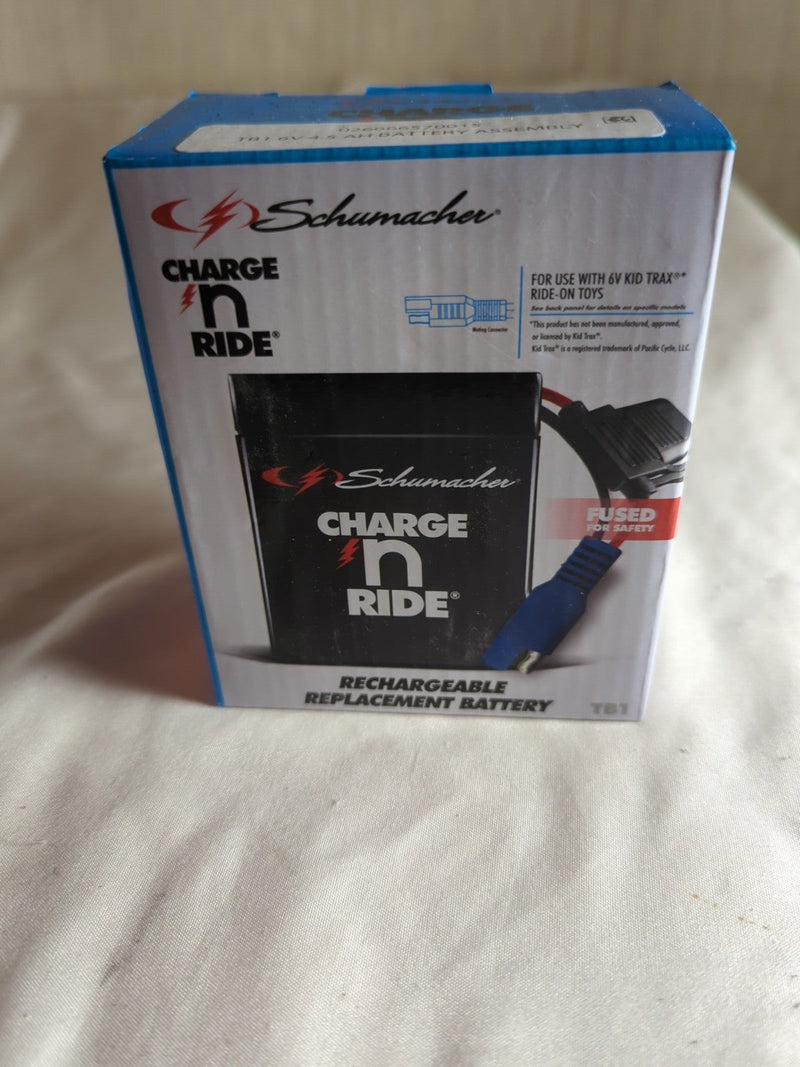 CHARGE
TB1 6V 4.5 AH BATTERY ASSEMBLY
Schumacher®
CHARGE
'n
RIDE®
Mating Connector
FOR USE WITH 6V KID TRAX®*
RIDE-ON TOYS
See back panel for details on specific models
*This product has not been manufactured, approved,
or licensed by Kid Trax®.
Kid Trax® is a registered trademark of Pacific Cycle, LLC.
Schumacher®
CHARGE
'n
RIDE®
FUSED
FOR SAFETY
RECHARGEABLE
REPLACEMENT BATTERY
TB1